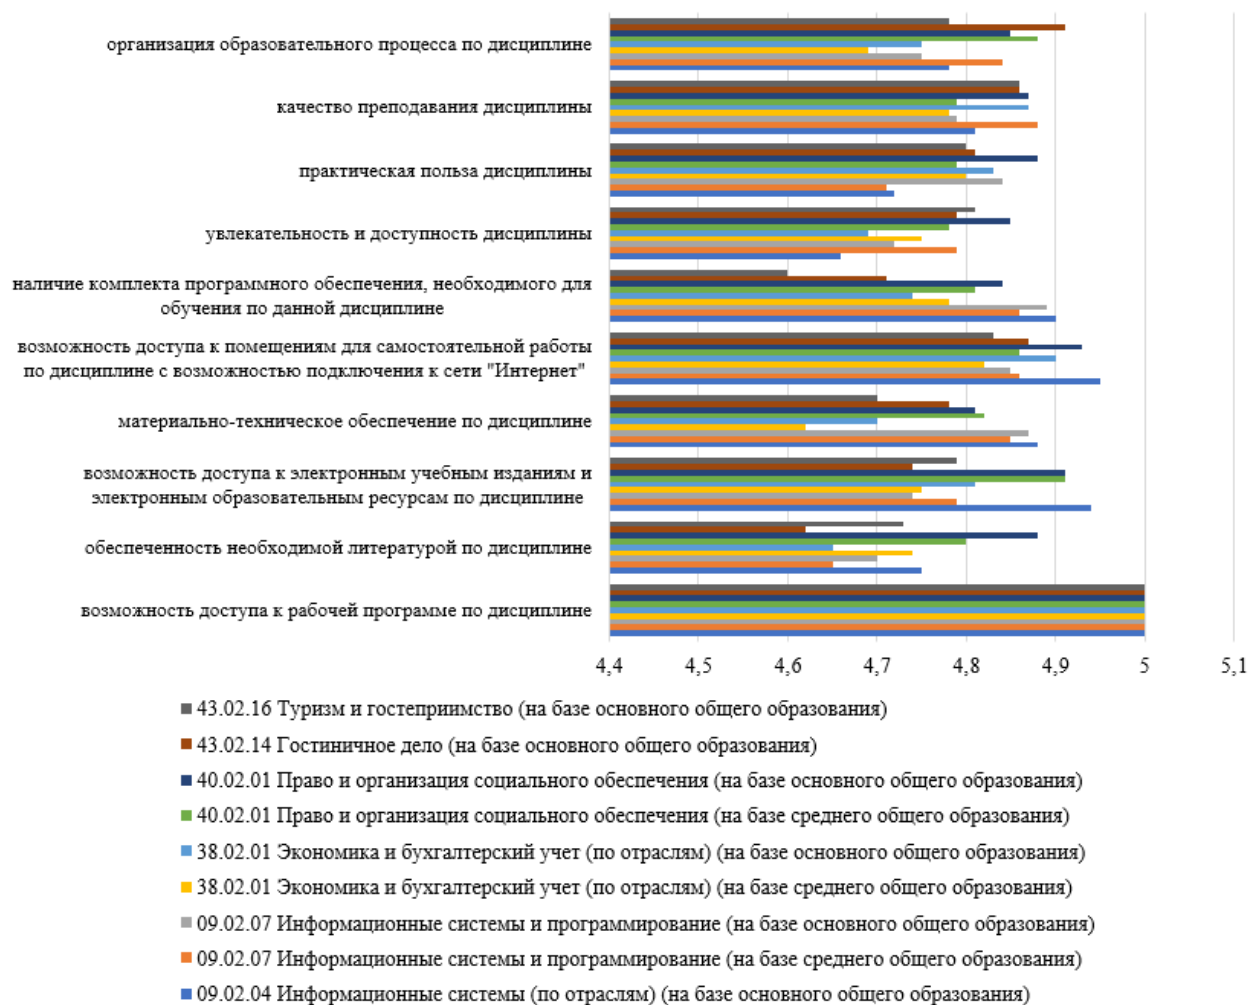 организация образовательного процесса по дисциплине
качество преподавания дисциплины
практическая польза дисциплины
увлекательность и доступность дисциплины
наличие комплекта программного обеспечения, необходимого для
обучения по данной дисциплине
возможность доступа к помещениям для самостоятельной работы
по дисциплине с возможностью подключения к сети "Интернет"
материально-техническое обеспечение по дисциплине
возможность доступа к электронным учебным изданиям и
электронным образовательным ресурсам по дисциплине
обеспеченность необходимой литературой по дисциплине
возможность доступа к рабочей программе по дисциплине
4,4 4,5 4,6 4,7 4,8 4,9 5 5,1
43.02.16 Туризм и гостеприимство (на базе основного общего образования)
43.02.14 Гостиничное дело (на базе основного общего образования)
40.02.01 Право и организация социального обеспечения (на базе основного общего образования)
40.02.01 Право и организация социального обеспечения (на базе среднего общего образования)
38.02.01 Экономика и бухгалтерский учет (по отраслям) (на базе основного общего образования)
38.02.01 Экономика и бухгалтерский учет (по отраслям) (на базе среднего общего образования)
09.02.07 Информационные системы и программирование (на базе основного общего образования)
09.02.07 Информационные системы и программирование (на базе среднего общего образования)
09.02.04 Информационные системы (по отраслям) (на базе основного общего образования)